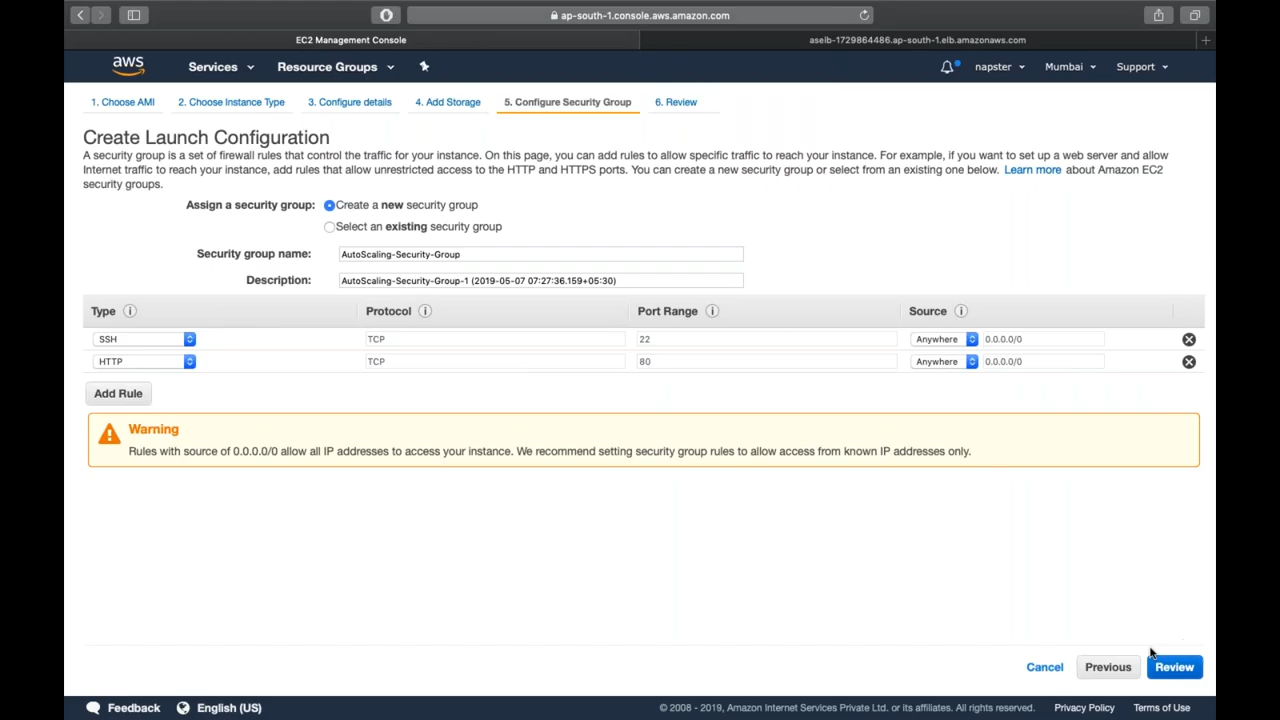 ap-south-1.console.aws.amazon.com
EC2 Management Console
aselb-1729864486.ap-south-1.elb.amazonaws.com
aws
Services
Resource Groups
napster
Mumbai
Support
1. Choose AMI
2. Choose Instance Type
3. Configure details
4. Add Storage
5. Configure Security Group
6. Review
Create Launch Configuration
A security group is a set of firewall rules that control the traffic for your instance. On this page, you can add rules to allow specific traffic to reach your instance. For example, if you want to set up a web server and allow
Internet traffic to reach your instance, add rules that allow unrestricted access to the HTTP and HTTPS ports. You can create a new security group or select from an existing one below. Learn more about Amazon EC2
security groups.
Assign a security group:
Create a new security group
Select an existing security group
Security group name:
AutoScaling-Security-Group
Description:
AutoScaling-Security-Group-1 (2019-05-07 07:27:36.159+05:30)
Type
Protocol
Port Range
Source
SSH
TCP
22
Anywhere
0.0.0.0/0
HTTP
TCP
80
Anywhere
0.0.0.0/0
Add Rule
Warning
Rules with source of 0.0.0.0/0 allow all IP addresses to access your instance. We recommend setting security group rules to allow access from known IP addresses only.
Cancel
Previous
Review
Feedback
English (US)
© 2008 - 2019, Amazon Internet Services Private Ltd. or its affiliates. All rights reserved.
Privacy Policy
Terms of Use